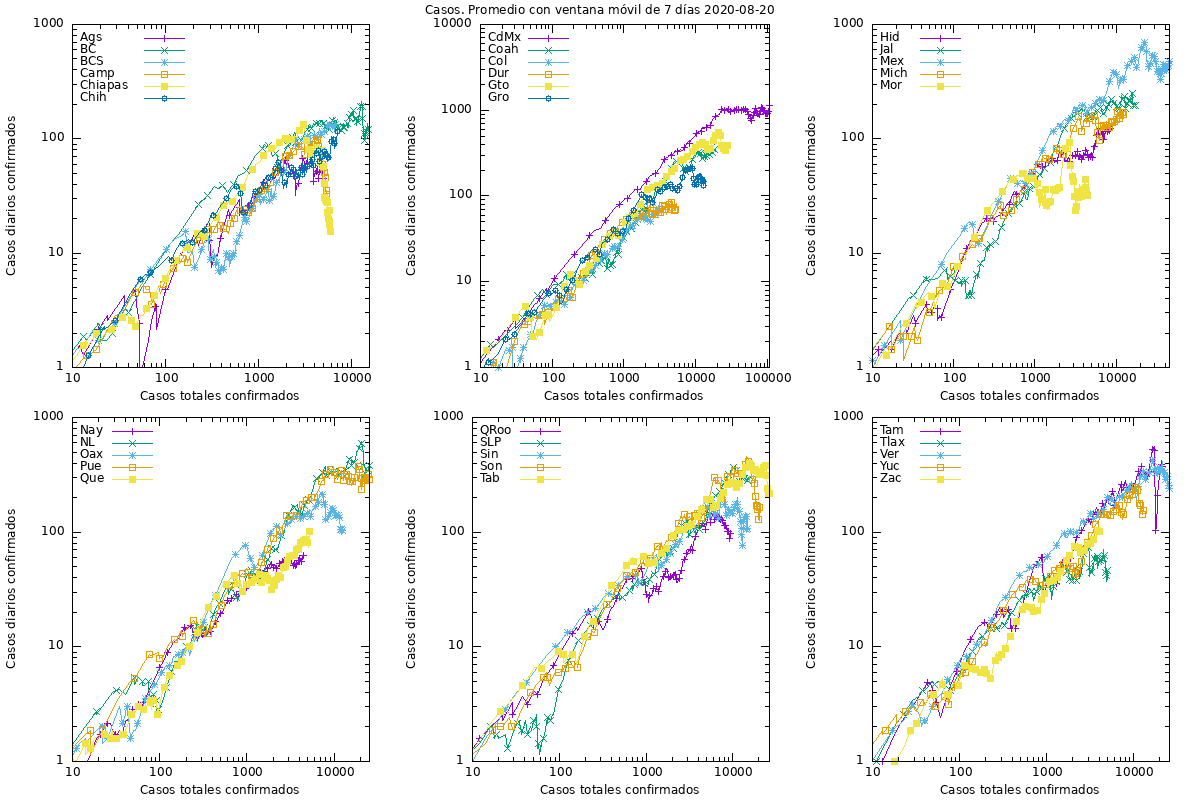 Casos. Promedio con ventana móvil de 7 días 2020-08-20
Casos diarios confirmados
1000
100
10
1
Ags
BC
BCS
Camp
Chiapas
Chih
10 100 1000 10000
Casos totales confirmados
Casos diarios confirmados
10000
1000
100
10
1
CdMx
Coah
Col
Dur
Gto
Gro
10 100 1000 10000 100000
Casos totales confirmados
Casos diarios confirmados
1000
100
10
1
Hid
Jal
Mex
Mich
Mor
10 100 1000 10000
Casos totales confirmados
Casos diarios confirmados
1000
100
10
1
Nay
NL
Oax
Pue
Que
10 100 1000 10000
Casos totales confirmados
Casos diarios confirmados
1000
100
10
1
QRoo
SLP
Sin
Son
Tab
10 100 1000 10000
Casos totales confirmados
Casos diarios confirmados
1000
100
10
1
Tam
Tlax
Ver
Yuc
Zac
10 100 1000 10000
Casos totales confirmados